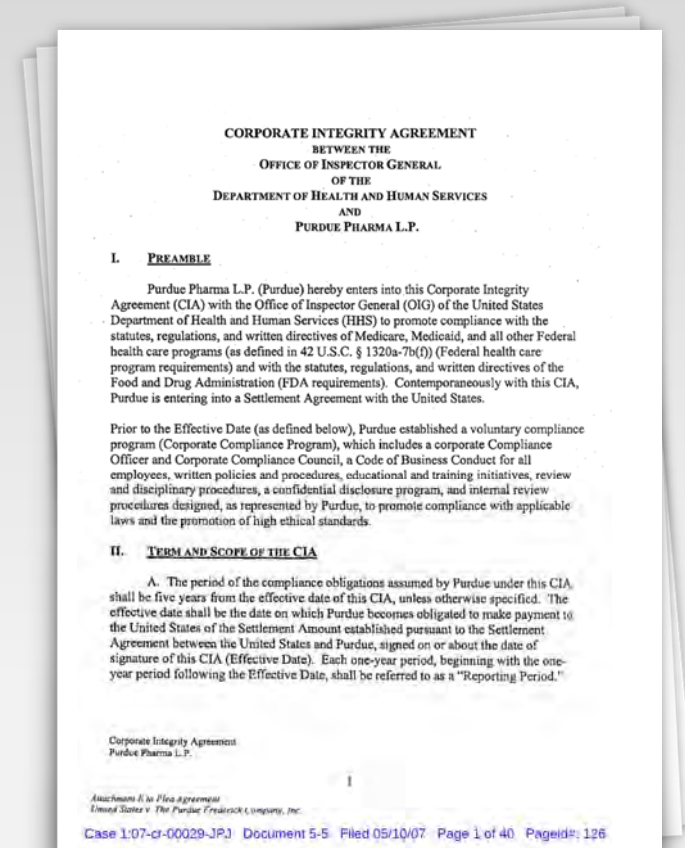 CORPORATE INTEGRITY AGREEMENT
BETWEEN THE
OFFICE OF INSPECTOR GENERAL
OF THE
DEPARTMENT OF HEALTH AND HUMAN SERVICES
AND
PURDUE PHARMA L.P.
I. PREAMBLE
Purdue Pharma L.P. (Purdue) hereby enters into this Corporate Integrity
Agreement (CIA) with the Office of Inspector General (OIG) of the United States
Department of Health and Human Services (HHS) to promote compliance with the
statutes, regulations, and written directives of Medicare, Medicaid, and all other Federal
health care programs (as defined in 42 U.S.C. § 1320a-7b(f)) (Federal health care
program requirements) and with the statutes, regulations, and written directives of the
Food and Drug Administration (FDA requirements). Contemporaneously with this CIA,
Purdue is entering into a Settlement Agreement with the United States.
Prior to the Effective Date (as defined below), Purdue established a voluntary compliance
program (Corporate Compliance Program), which includes a corporate Compliance
Officer and Corporate Compliance Council, a Code of Business Conduct for all
employees, written policies and procedures, educational and training initiatives, review
and disciplinary procedures, a confidential disclosure program, and internal review
procedures designed, as represented by Purdue, to promote compliance with applicable
laws and the promotion of high ethical standards.
II. TERM AND SCOPE OF THE CIA
A. The period of the compliance obligations assumed by Purdue under this CIA
shall be five years from the effective date of this CIA, unless otherwise specified. The
effective date shall be the date on which Purdue becomes obligated to make payment to
the United States of the Settlement Amount established pursuant to the Settlement
Agreement between the United States and Purdue, signed on or about the date of
signature of this CIA (Effective Date). Each one-year period, beginning with the one-
year period following the Effective Date, shall be referred to as a "Reporting Period."
Corporate Integrity Agreement
Purdue Pharma L.P.
1
Attachment E to Plea Agreement
United States v. The Purdue Frederick Company, Inc.
Case 1:07-cr-00029-JPJ Document 5-5 Filed 05/10/07 Page 1 of 40 Pageid#: 126